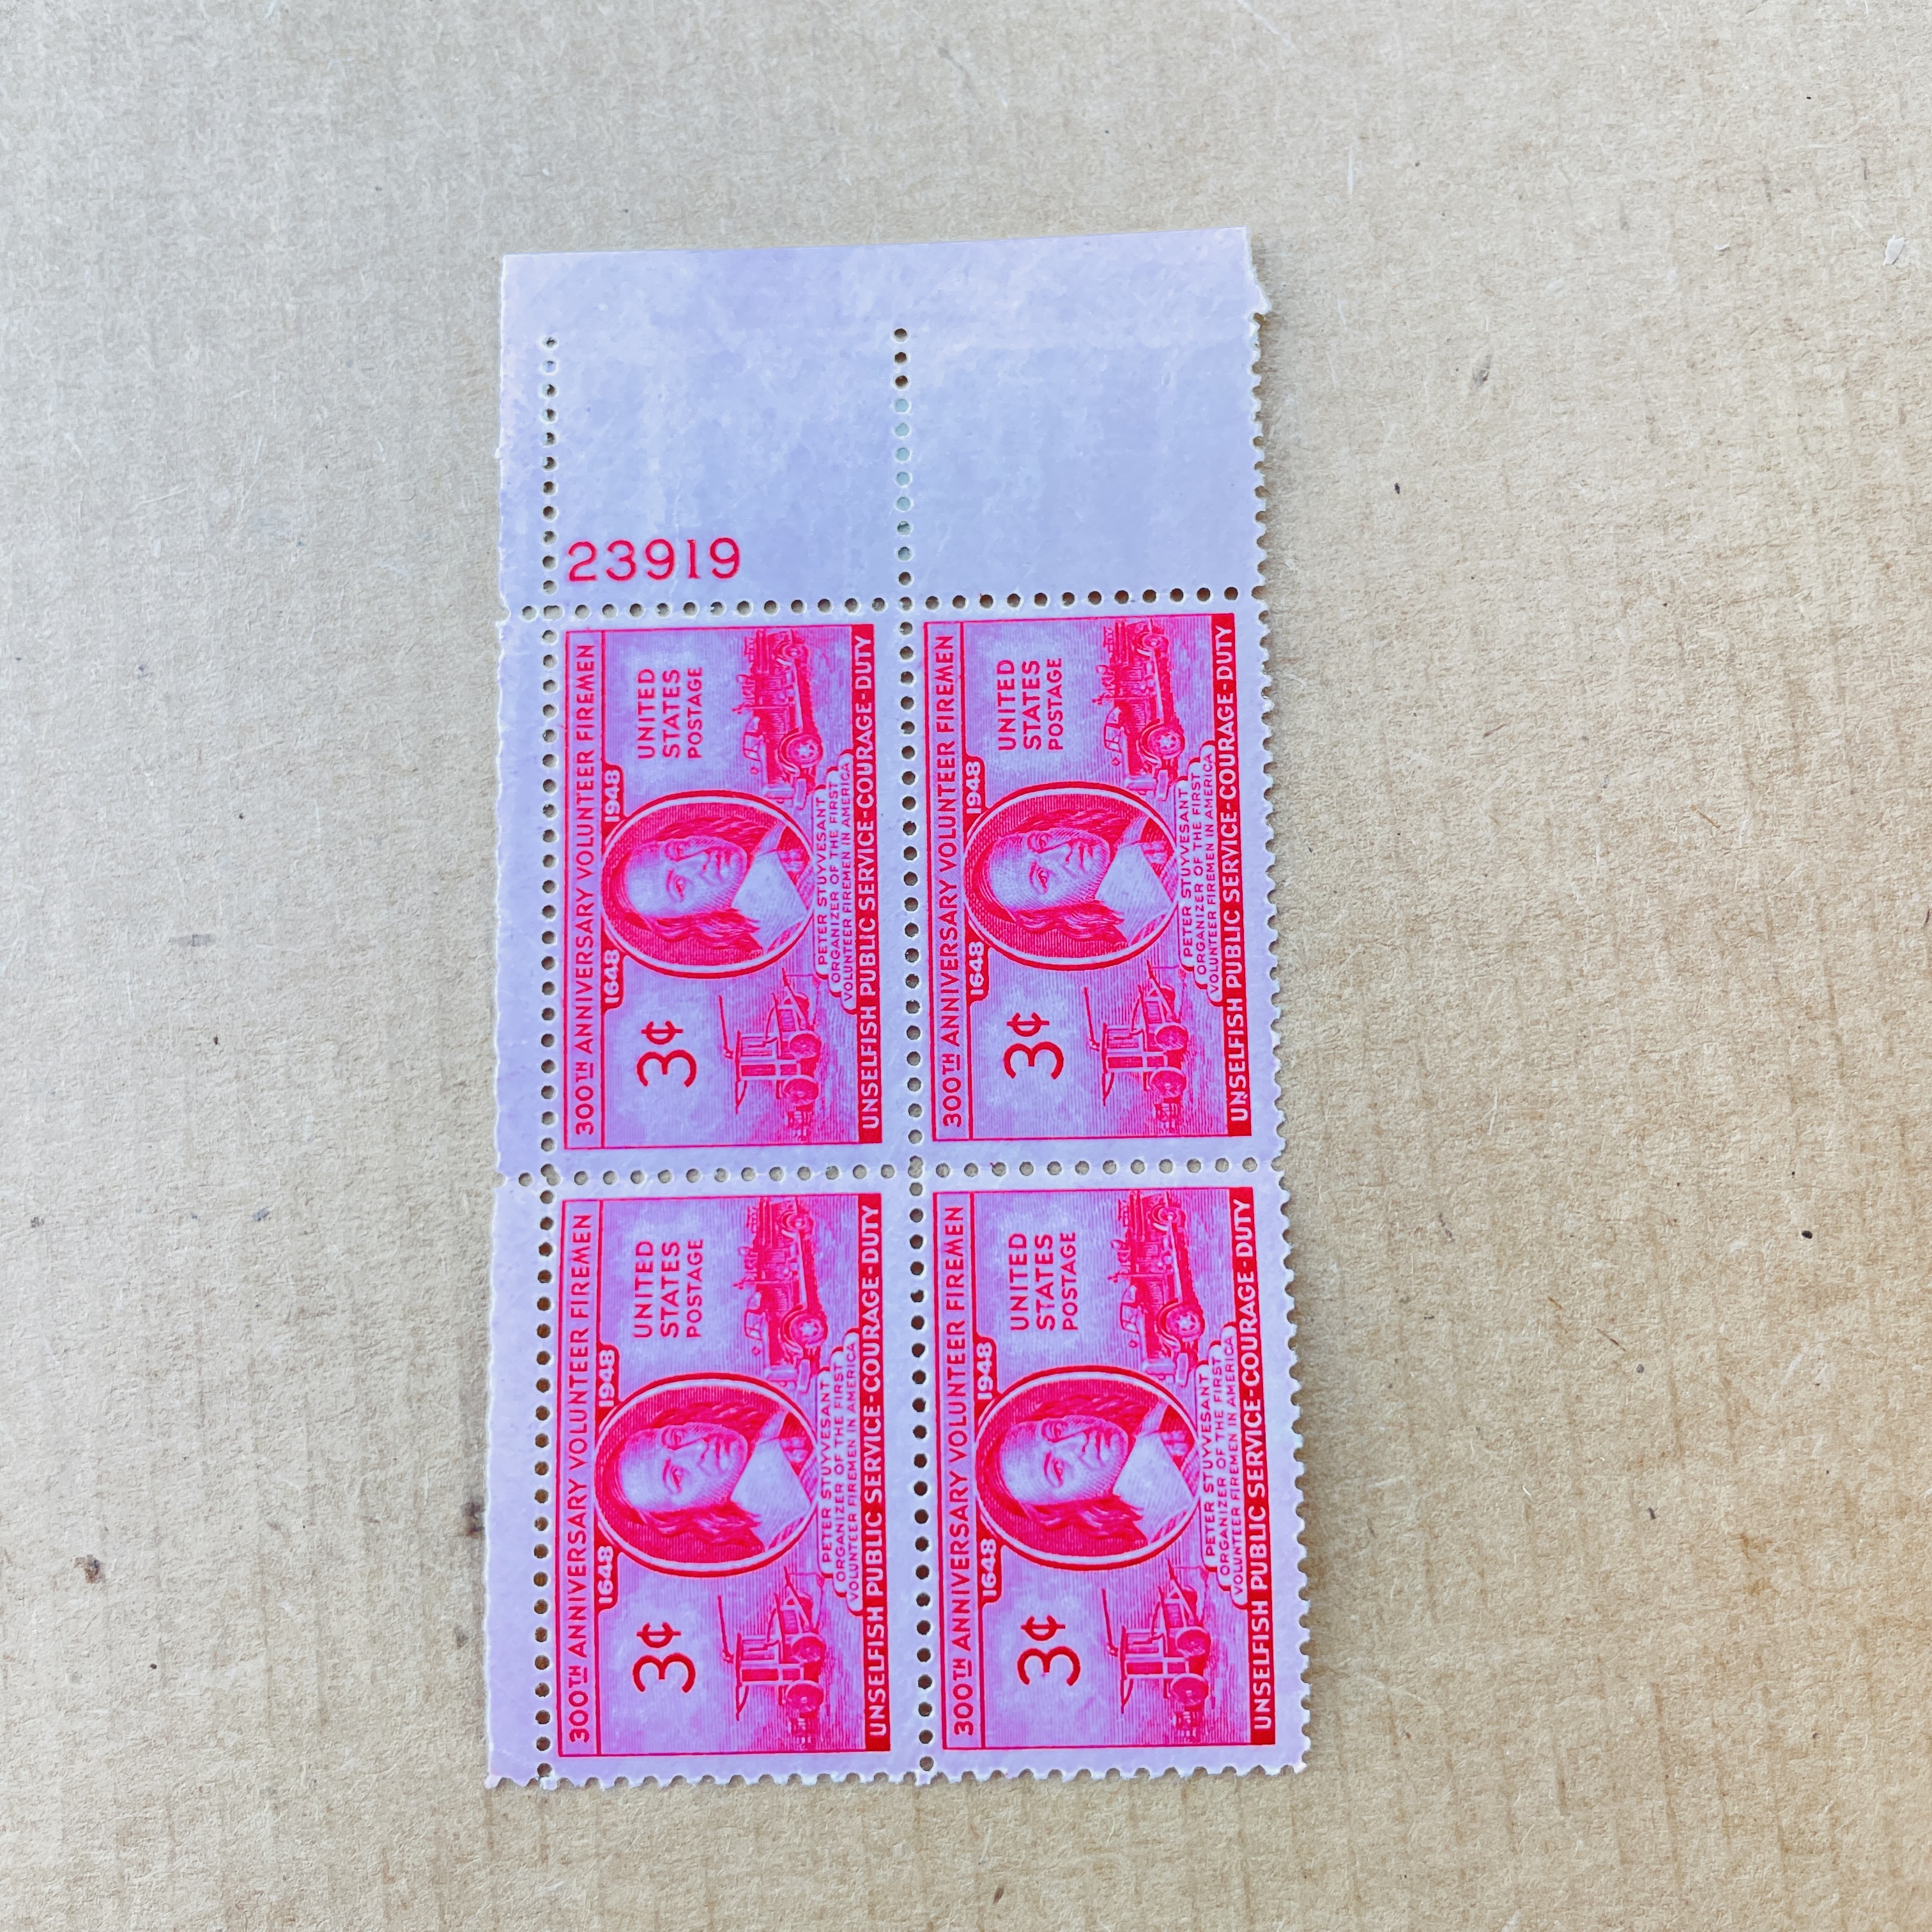 23919
300TH ANNIVERSARY VOLUNTEER FIREMEN
1648 1948
3¢
UNITED
STATES
POSTAGE
PETER STUYVESANT
ORGANIZER OF THE FIRST
VOLUNTEER FIREMEN IN AMERICA
UNSELFISH PUBLIC SERVICE-COURAGE-DUTY
300TH ANNIVERSARY VOLUNTEER FIREMEN
1648 1948
3¢
UNITED
STATES
POSTAGE
PETER STUYVESANT
ORGANIZER OF THE FIRST
VOLUNTEER FIREMEN IN AMERICA
UNSELFISH PUBLIC SERVICE-COURAGE-DUTY
300TH ANNIVERSARY VOLUNTEER FIREMEN
1648 1948
3¢
UNITED
STATES
POSTAGE
PETER STUYVESANT
ORGANIZER OF THE FIRST
VOLUNTEER FIREMEN IN AMERICA
UNSELFISH PUBLIC SERVICE-COURAGE-DUTY
300TH ANNIVERSARY VOLUNTEER FIREMEN
1648 1948
3¢
UNITED
STATES
POSTAGE
PETER STUYVESANT
ORGANIZER OF THE FIRST
VOLUNTEER FIREMEN IN AMERICA
UNSELFISH PUBLIC SERVICE-COURAGE-DUTY